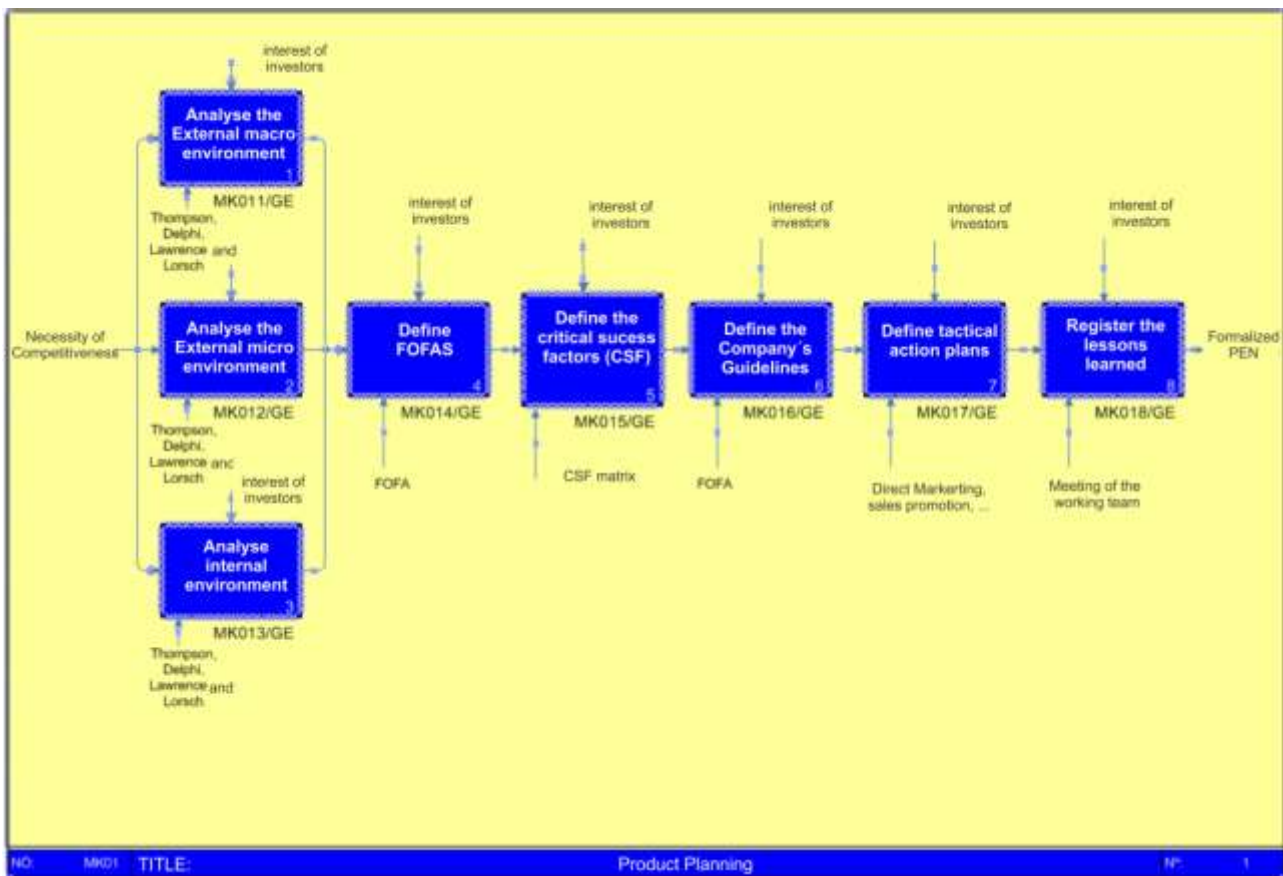 interest of
investors
Analyse the
External macro
environment
1
MK011/GE
Thompson,
Delphi,
Lawrence and
Lorsch
Necessity of
Competitiveness
Analyse the
External micro
environment
2
MK012/GE
Thompson,
Delphi,
Lawrence and
Lorsch
interest of
investors
Analyse
internal
environment
3
MK013/GE
Thompson,
Delphi,
Lawrence and
Lorsch
interest of
investors
Define
FOFAS
4
MK014/GE
FOFA
interest of
investors
Define the
critical sucess
factors (CSF)
5
MK015/GE
CSF matrix
interest of
investors
Define the
Company´s
Guidelines
6
MK016/GE
FOFA
interest of
investors
Define tactical
action plans
7
MK017/GE
Direct Markerting,
sales promotion, ...
interest of
investors
Register the
lessons
learned
8
MK018/GE
Meeting of the
working team
Formalized
PEN
NO: MK01 TITLE: Product Planning Nº: 1